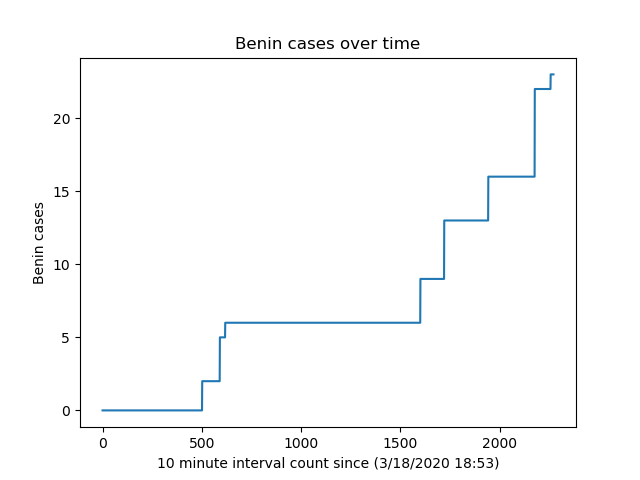 Benin cases over time
20
15
10
5
0
Benin cases
0 500 1000 1500 2000
10 minute interval count since (3/18/2020 18:53)